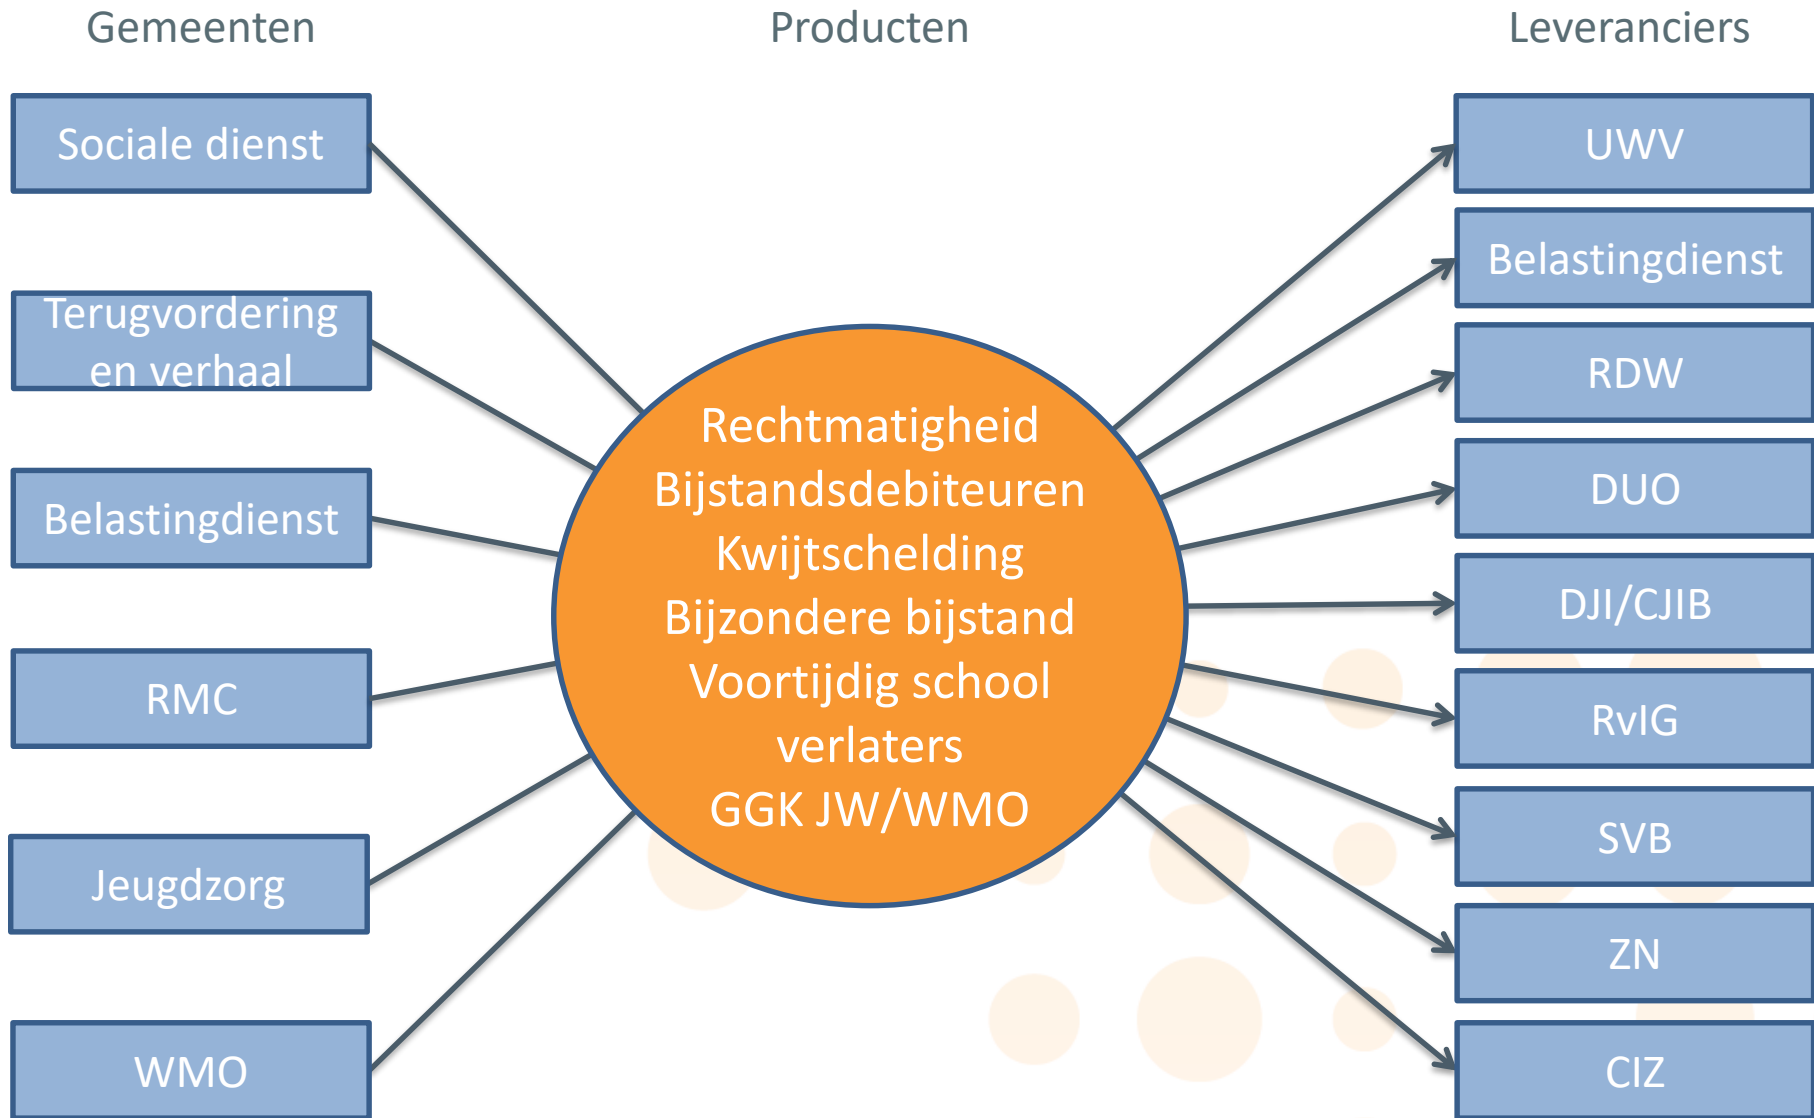 Gemeenten
Producten
Leveranciers
Sociale dienst
Terugvordering
en verhaal
Belastingdienst
RMC
Jeugdzorg
WMO
Rechtmatigheid
Bijstandsdebiteuren
Kwijtschelding
Bijzondere bijstand
Voortijdig school
verlaters
GGK JW/WMO
UWV
Belastingdienst
RDW
DUO
DJI/CJIB
RvIG
SVB
ZN
CIZ